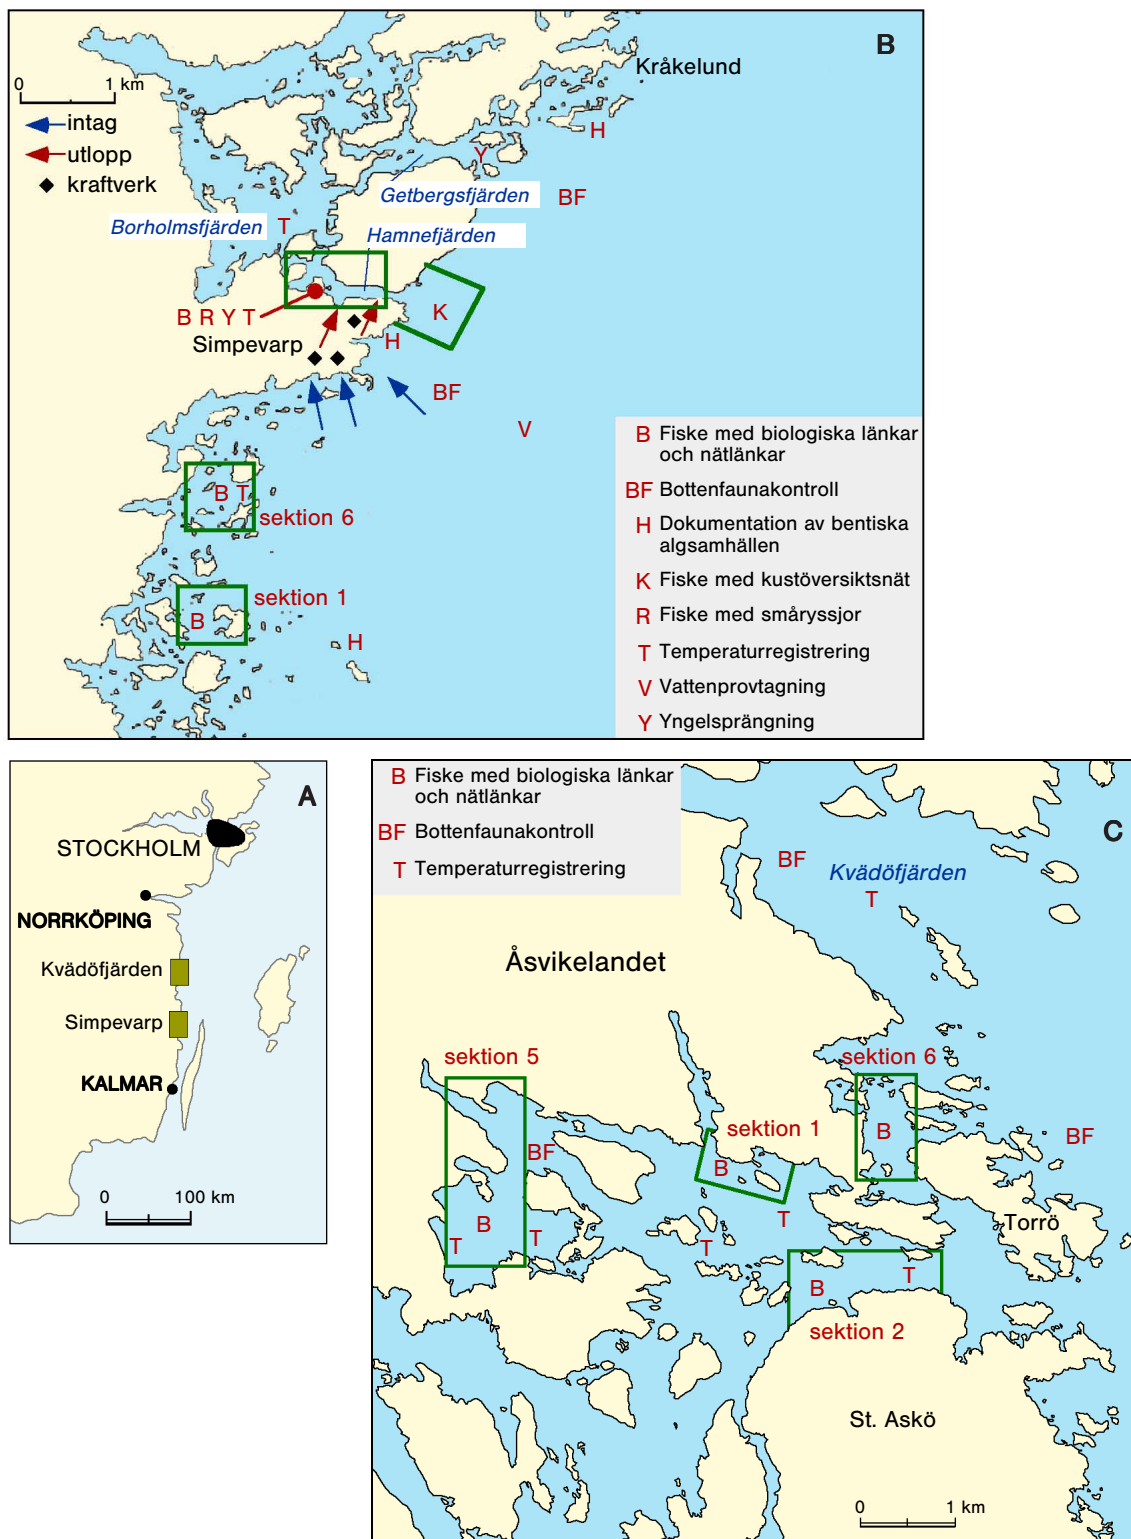 B
Kråkelund
0 1 km
intag
utlopp
kraftverk
H
Y
Getbergsfjärden
BF
Borholmsfjärden
T
Hamnefjärden
K
B R Y T
Simpevarp
H
BF
V
B T
sektion 6
sektion 1
B
H
B Fiske med biologiska länkar
och nätlänkar
BF Bottenfaunakontroll
H Dokumentation av bentiska
algsamhällen
K Fiske med kustöversiktsnät
R Fiske med småryssjor
T Temperaturregistrering
V Vattenprovtagning
Y Yngelsprängning
A
STOCKHOLM
NORRKÖPING
Kvädöfjärden
Simpevarp
KALMAR
0 100 km
B Fiske med biologiska länkar
och nätlänkar
BF Bottenfaunakontroll
T Temperaturregistrering
C
BF
Kvädöfjärden
T
Åsvikelandet
sektion 5
sektion 6
sektion 1
B
BF
BF
B
B
T
T
T
T
Torrö
B
T
sektion 2
St. Askö
0 1 km